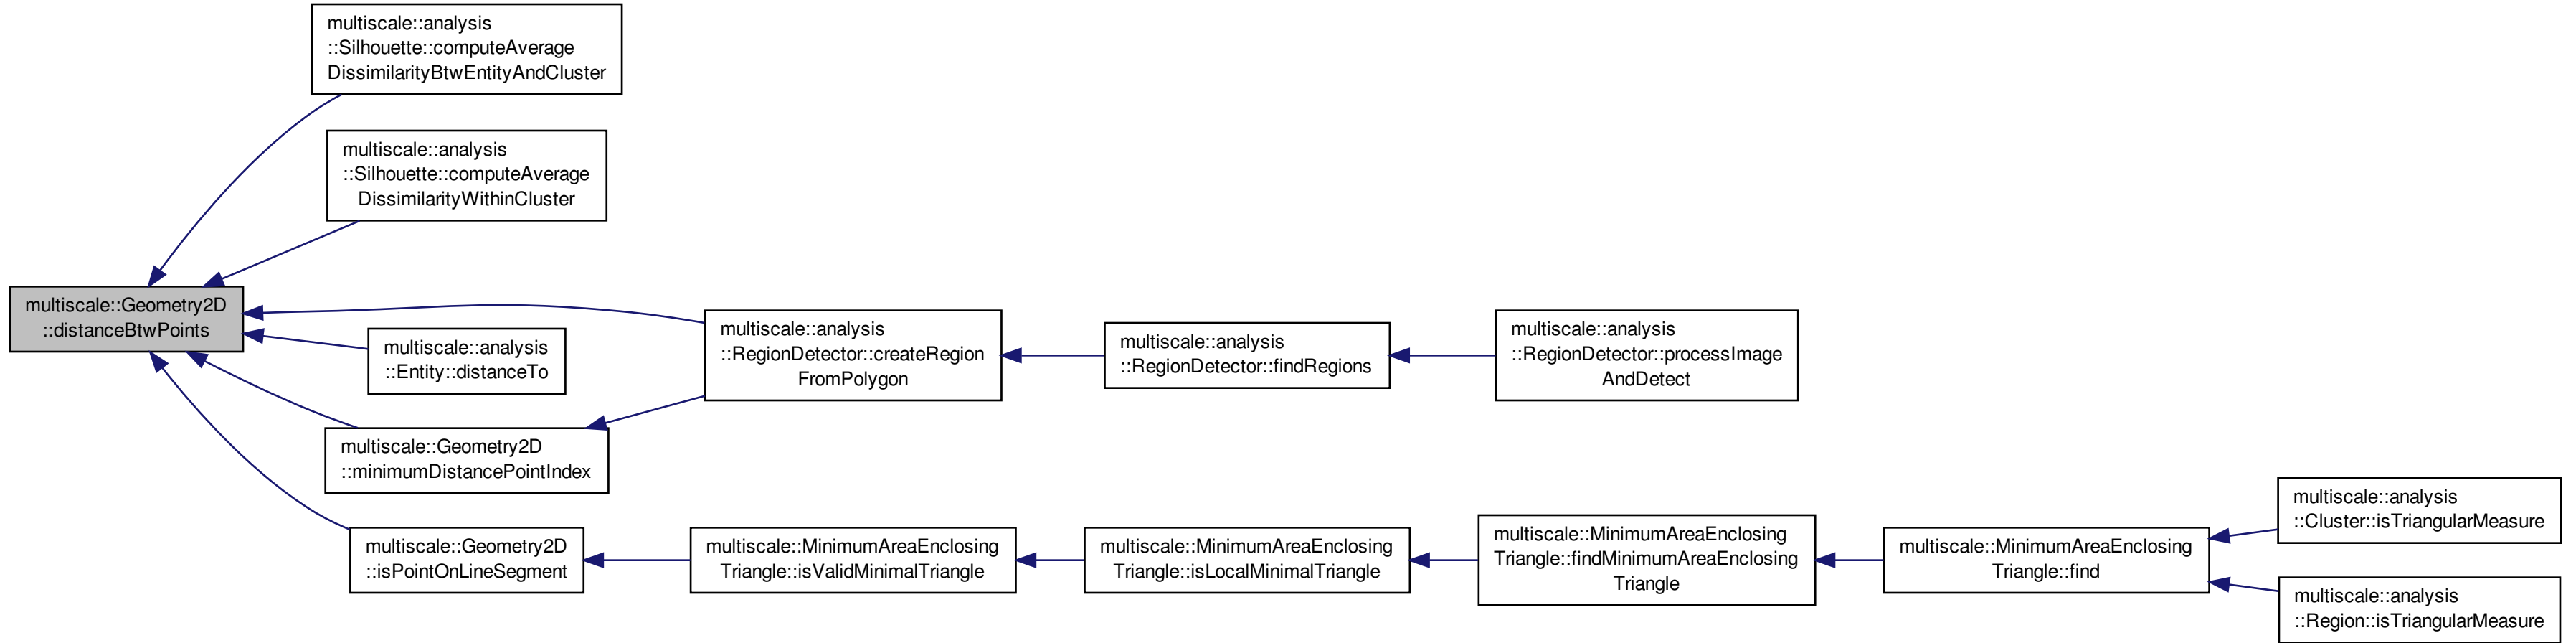 multiscale::analysis
::Silhouette::computeAverage
DissimilarityBtwEntityAndCluster
multiscale::analysis
::Silhouette::computeAverage
DissimilarityWithinCluster
multiscale::Geometry2D
::distanceBtwPoints
multiscale::analysis
::Entity::distanceTo
multiscale::Geometry2D
::minimumDistancePointIndex
multiscale::Geometry2D
::isPointOnLineSegment
multiscale::analysis
::RegionDetector::createRegion
FromPolygon
multiscale::analysis
::RegionDetector::findRegions
multiscale::analysis
::RegionDetector::processImage
AndDetect
multiscale::MinimumAreaEnclosing
Triangle::isValidMinimalTriangle
multiscale::MinimumAreaEnclosing
Triangle::isLocalMinimalTriangle
multiscale::MinimumAreaEnclosing
Triangle::findMinimumAreaEnclosing
Triangle
multiscale::MinimumAreaEnclosing
Triangle::find
multiscale::analysis
::Cluster::isTriangularMeasure
multiscale::analysis
::Region::isTriangularMeasure